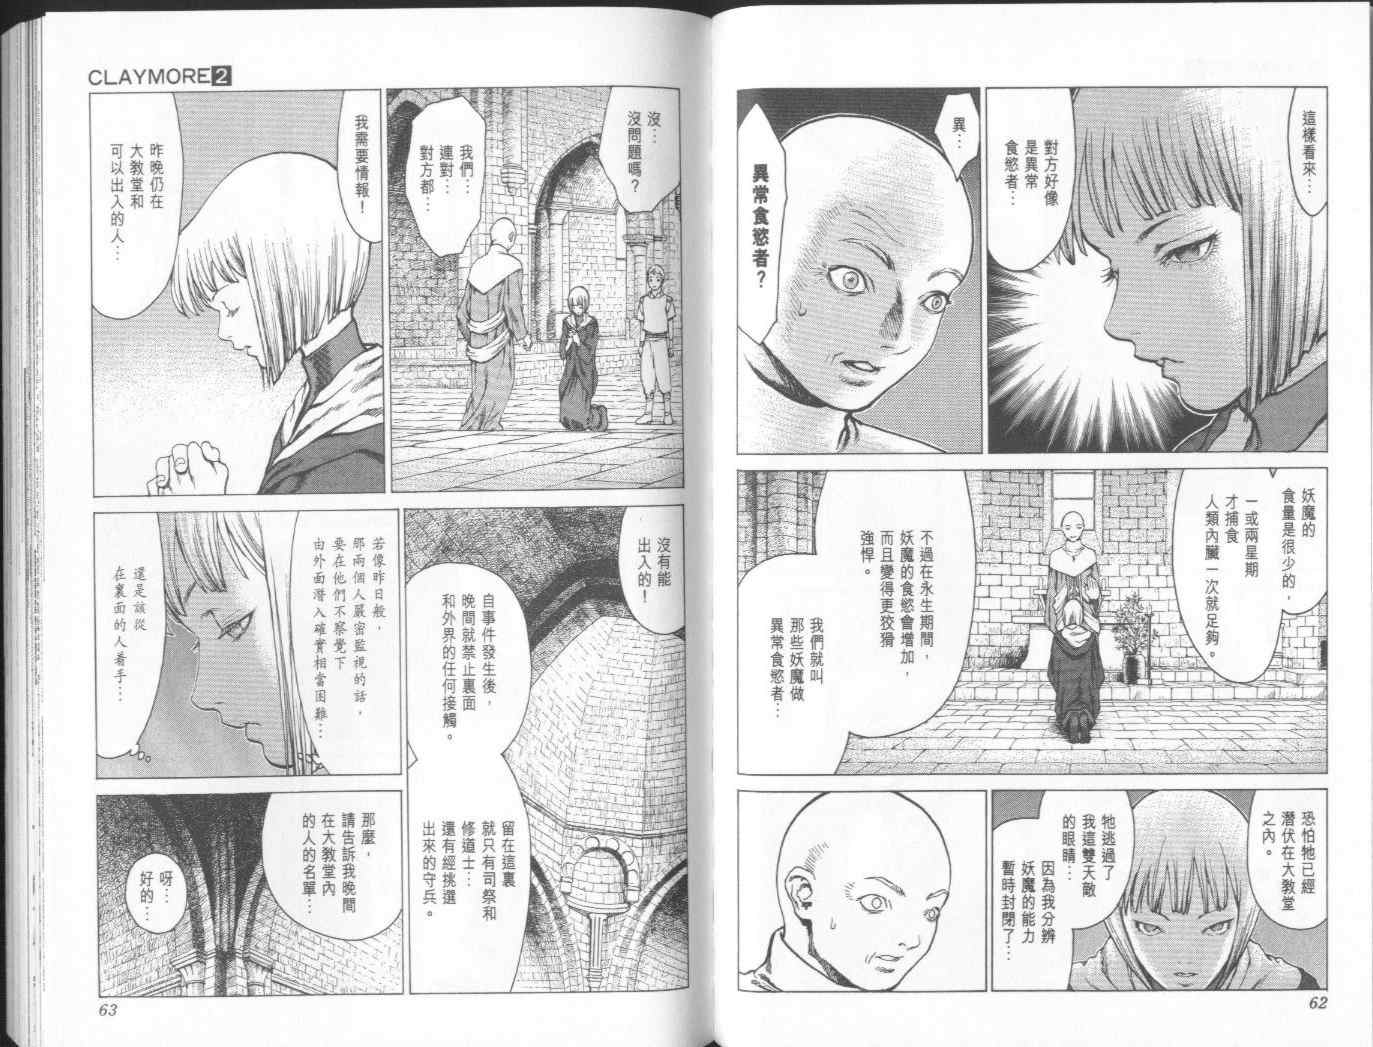 這樣看來…
對方好像
是異常
食慾者…
異…
異常食慾者？
妖魔的
食量是很少的，
一或兩星期
才捕食
人類內臟一次就足夠。
不過在永生期間，
妖魔的食慾會增加，
而且變得更狡猾
強悍。
我們就叫
那些妖魔做
異常食慾者…
恐怕牠已經
潛伏在大教堂
之內。
牠逃過了
我這雙天敵
的眼睛…
因為我分辨
妖魔的能力
暫時封閉了…
62
CLAYMORE2
沒…
沒問題嗎？
我們…
連對…
對方都…
我需要情報！
昨晚仍在
大教堂和
可以出入的人…
沒有能
出入的！
自事件發生後，
晚間就禁止裏面
和外界的任何接觸。
留在這裏
就只有司祭和
修道士…
還有經挑選
出來的守兵。
若像昨日般，
那兩個人嚴密監視的話，
要在他們不察覺下
由外面潛入確實相當困難…
還是該從
在裏面的人着手…
那麼，
請告訴我晚間
在大教堂內
的人的名單…
呀…
好的…
63